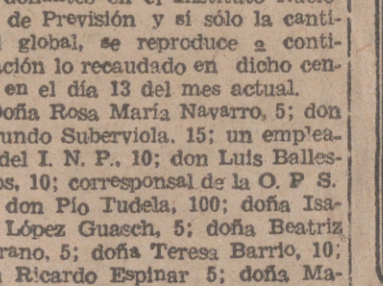 donantes en el Instituto Nacio-
de Previsión y sí sólo la canti-
global, se reproduce a conti-
ación lo recaudado en dicho cen-
en el día 13 del mes actual.
Doña Rosa María Navarro, 5; don
undo Suberviola, 15; un emplea-
del I. N. P., 10; don Luis Balles-
os, 10; corresponsal de la O. P S.
don Pío Tudela, 100; doña Isa-
López Guasch, 5; doña Beatriz
rano, 5; doña Teresa Barrio, 10;
Ricardo Espinar 5; doña Ma-